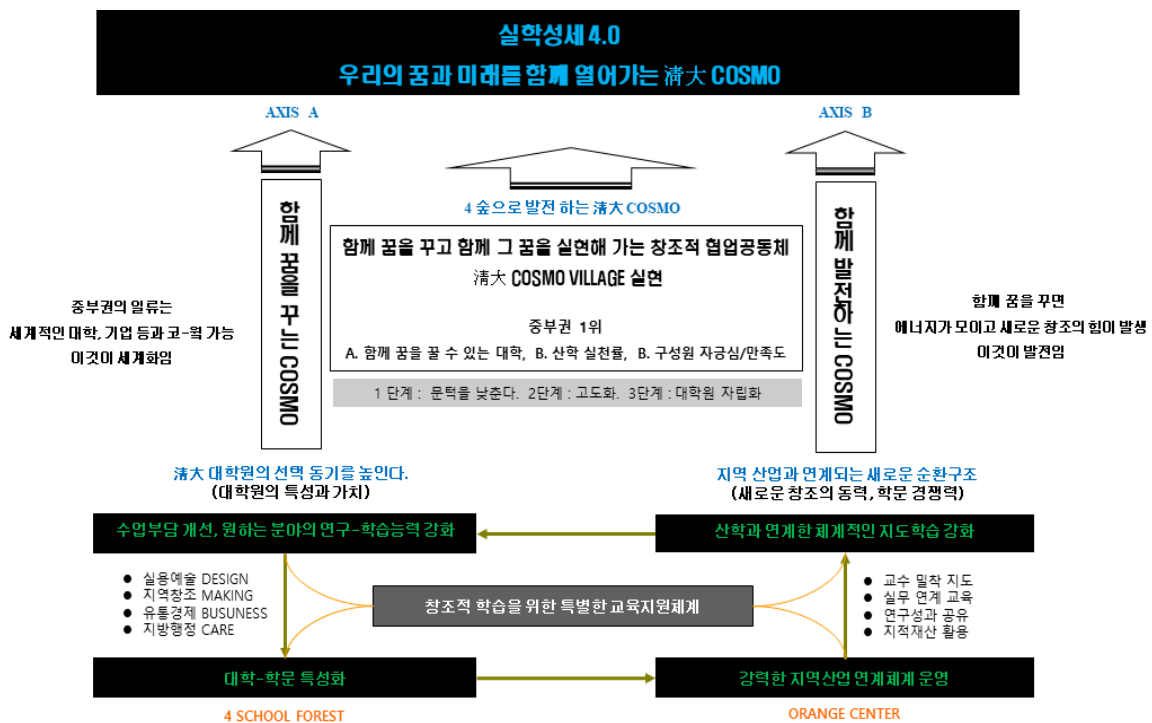 실학성세 4.0
우리의 꿈과 미래를 함께 열어가는 淸大 COSMO
AXIS A
AXIS B
함께 꿈을 꾸는 COSMO
4 숲으로 발전 하는 淸大 COSMO
함께 꿈을 꾸고 함께 그 꿈을 실현해 가는 창조적 협업공동체
淸大 COSMO VILLAGE 실현
중부권 1위
A. 함께 꿈을 꿀 수 있는 대학, B. 산학 실천률, B. 구성원 자긍심/만족도
1 단계 : 문턱을 낮춘다. 2단계 : 고도화. 3단계 : 대학원 자립화
함께 발전하는 COSMO
중부권의 일류는
세계적인 대학, 기업 등과 코-웍 가능
이것이 세계화임
함께 꿈을 꾸면
에너지가 모이고 새로운 창조의 힘이 발생
이것이 발전임
淸大 대학원의 선택 동기를 높인다.
(대학원의 특성과 가치)
지역 산업과 연계되는 새로운 순환구조
(새로운 창조의 동력, 학문 경쟁력)
수업부담 개선, 원하는 분야의 연구-학습능력 강화
산학과 연계한 체계적인 지도학습 강화
● 실용예술 DESIGN
● 지역창조 MAKING
● 유통경제 BUSUNESS
● 지방행정 CARE
창조적 학습을 위한 특별한 교육지원체계
● 교수 밀착 지도
● 실무 연계 교육
● 연구성과 공유
● 지적재산 활용
대학-학문 특성화
강력한 지역산업 연계체계 운영
4 SCHOOL FOREST
ORANGE CENTER